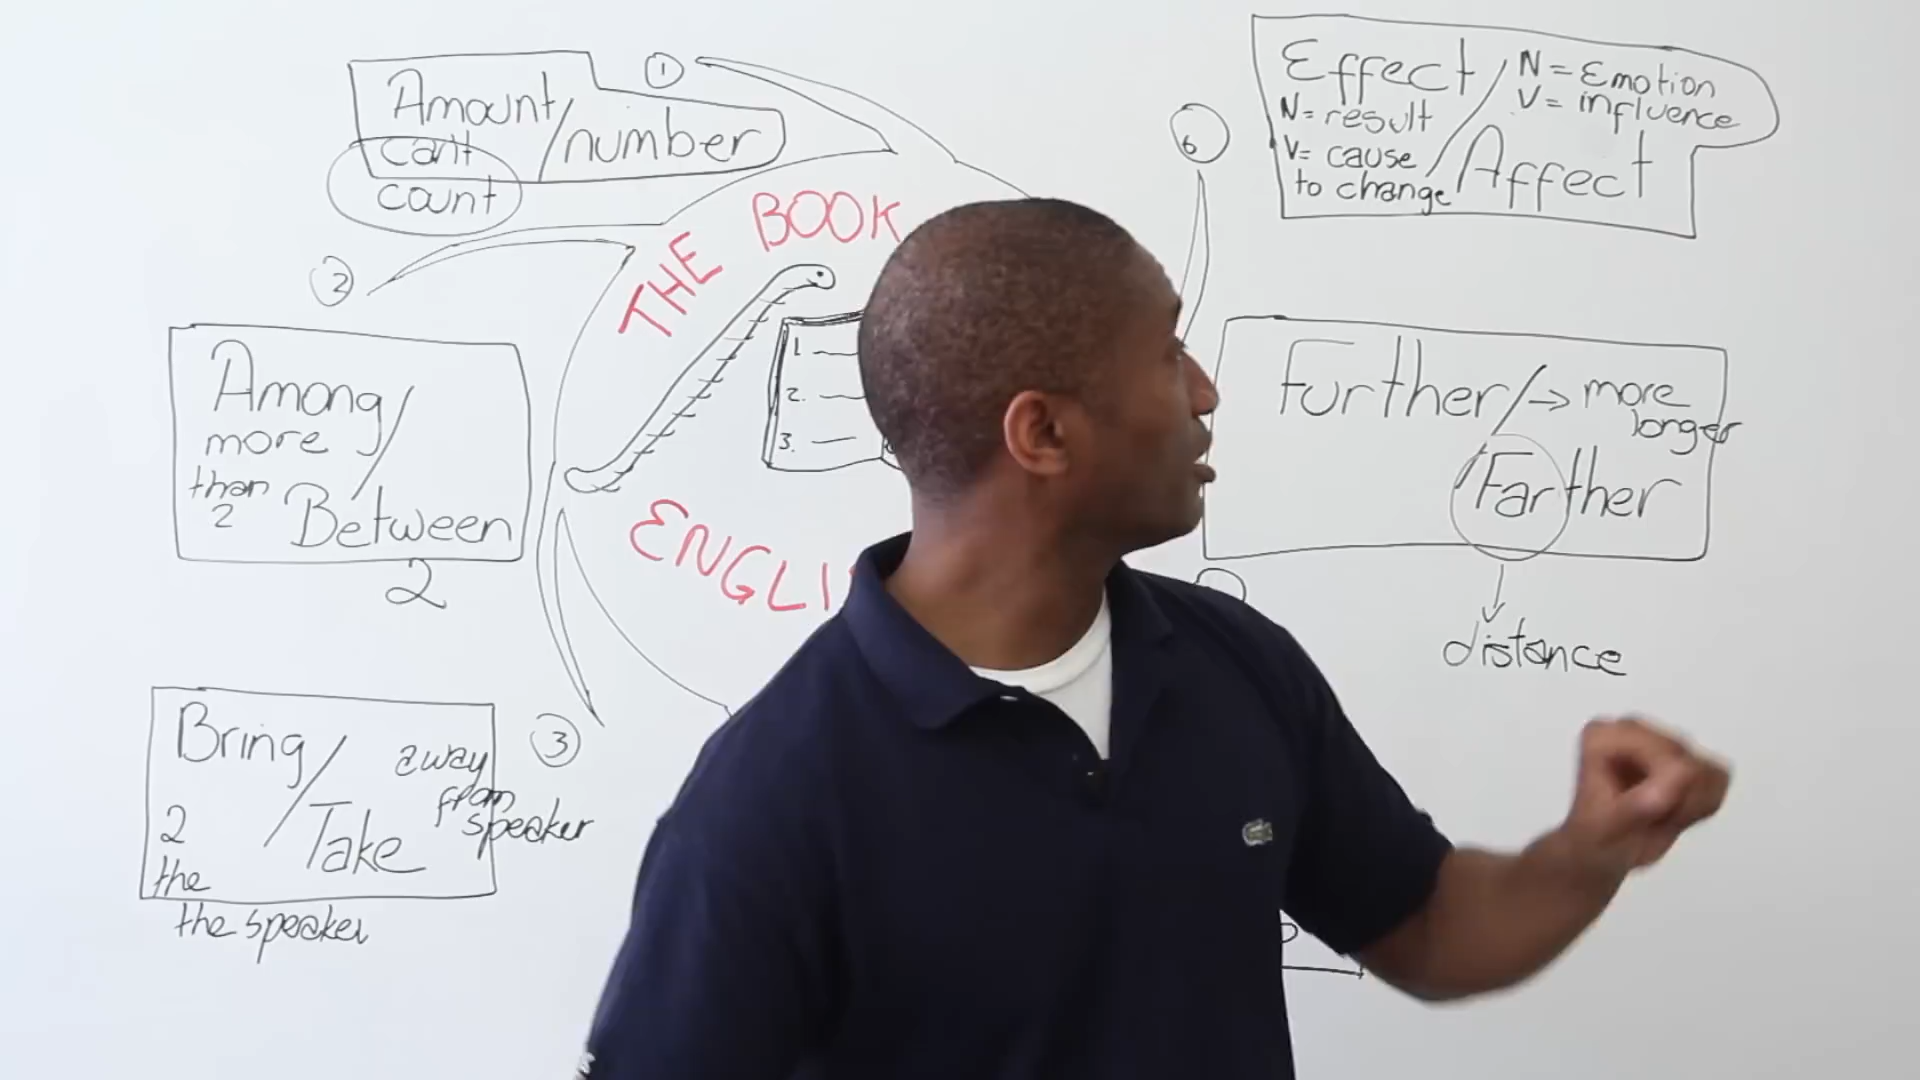 1
Amount/
can't
number
count
2
Among/
more
than
2
Between
2
Bring/
away
from
speaker
2
Take
the
the speaker
3
THE BOOK
1.
2.
3.
ENGLI
6
Effect/
N= result
V= cause
to change
N= Emotion
V= influence
Affect
Further/→ more
longer
Farther
distance